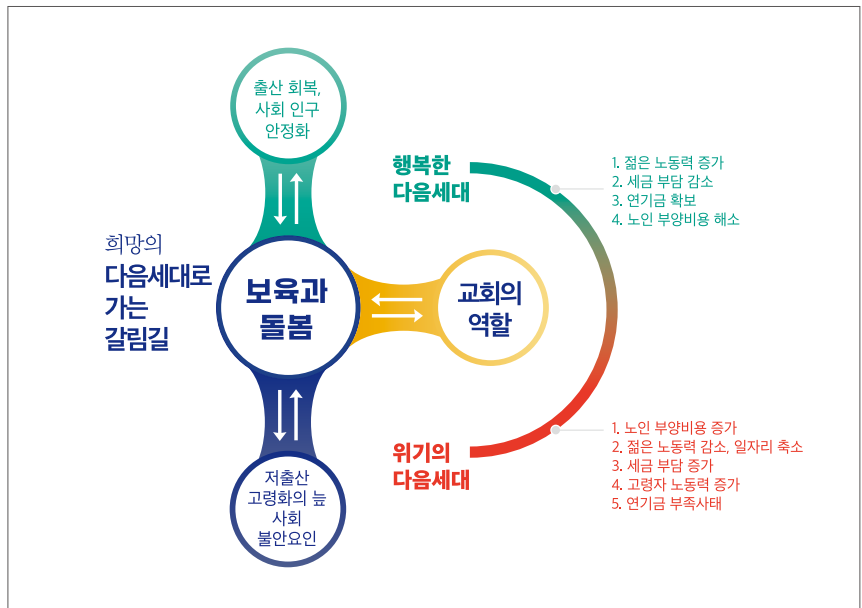 출산 회복,
사회 인구
안정화
희망의
다음세대로
가는
갈림길
보육과
돌봄
교회의
역할
저출산
고령화의 늪
사회
불안요인
행복한
다음세대
1. 젊은 노동력 증가
2. 세금 부담 감소
3. 연기금 확보
4. 노인 부양비용 해소
위기의
다음세대
1. 노인 부양비용 증가
2. 젊은 노동력 감소, 일자리 축소
3. 세금 부담 증가
4. 고령자 노동력 증가
5. 연기금 부족사태